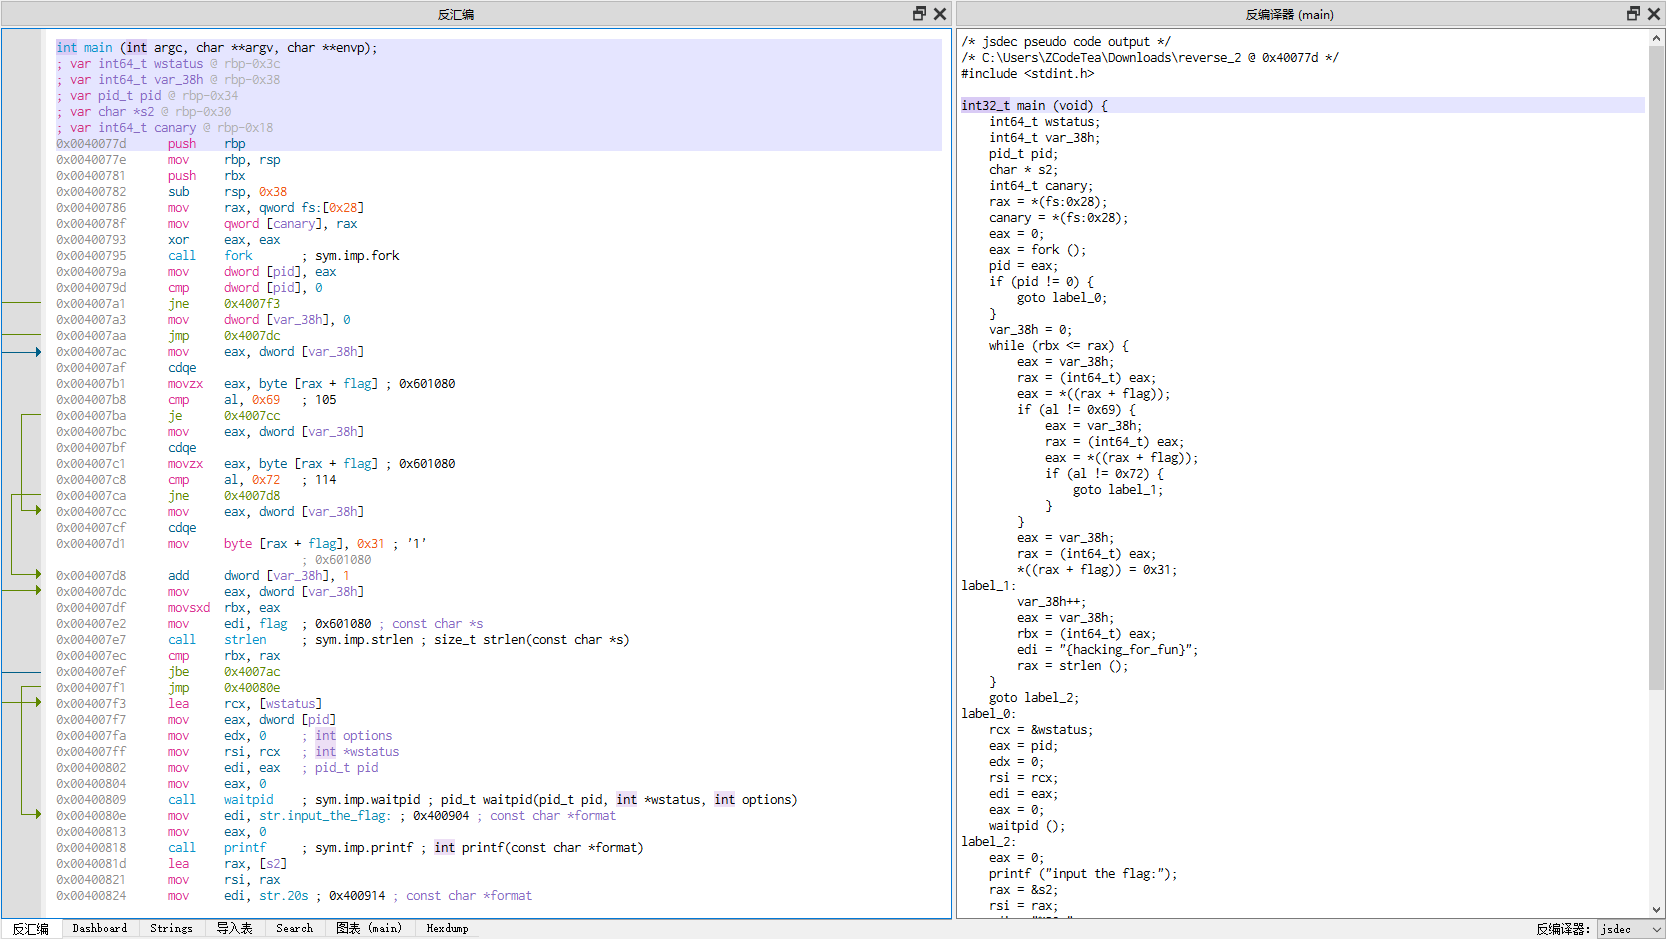 反汇编
int main (int argc, char **argv, char **envp);
; var int64_t wstatus @ rbp-0x3c
; var int64_t var_38h @ rbp-0x38
; var pid_t pid @ rbp-0x34
; var char *s2 @ rbp-0x30
; var int64_t canary @ rbp-0x18
0x0040077d push rbp
0x0040077e mov rbp, rsp
0x00400781 push rbx
0x00400782 sub rsp, 0x38
0x00400786 mov rax, qword fs:[0x28]
0x0040078f mov qword [canary], rax
0x00400793 xor eax, eax
0x00400795 call fork ; sym.imp.fork
0x0040079a mov dword [pid], eax
0x0040079d cmp dword [pid], 0
0x004007a1 jne 0x4007f3
0x004007a3 mov dword [var_38h], 0
0x004007aa jmp 0x4007dc
0x004007ac mov eax, dword [var_38h]
0x004007af cdqe
0x004007b1 movzx eax, byte [rax + flag] ; 0x601080
0x004007b8 cmp al, 0x69 ; 105
0x004007ba je 0x4007cc
0x004007bc mov eax, dword [var_38h]
0x004007bf cdqe
0x004007c1 movzx eax, byte [rax + flag] ; 0x601080
0x004007c8 cmp al, 0x72 ; 114
0x004007ca jne 0x4007d8
0x004007cc mov eax, dword [var_38h]
0x004007cf cdqe
0x004007d1 mov byte [rax + flag], 0x31 ; '1'
; 0x601080
0x004007d8 add dword [var_38h], 1
0x004007dc mov eax, dword [var_38h]
0x004007df movsxd rbx, eax
0x004007e2 mov edi, flag ; 0x601080 ; const char *s
0x004007e7 call strlen ; sym.imp.strlen ; size_t strlen(const char *s)
0x004007ec cmp rbx, rax
0x004007ef jbe 0x4007ac
0x004007f1 jmp 0x40080e
0x004007f3 lea rcx, [wstatus]
0x004007f7 mov eax, dword [pid]
0x004007fa mov edx, 0 ; int options
0x004007ff mov rsi, rcx ; int *wstatus
0x00400802 mov edi, eax ; pid_t pid
0x00400804 mov eax, 0
0x00400809 call waitpid ; sym.imp.waitpid ; pid_t waitpid(pid_t pid, int *wstatus, int options)
0x0040080e mov edi, str.input_the_flag: ; 0x400904 ; const char *format
0x00400813 mov eax, 0
0x00400818 call printf ; sym.imp.printf ; int printf(const char *format)
0x0040081d lea rax, [s2]
0x00400821 mov rsi, rax
0x00400824 mov edi, str.20s ; 0x400914 ; const char *format
反汇编 Dashboard Strings 导入表 Search 图表 (main) Hexdump
反编译器 (main)
/* jsdec pseudo code output */
/* C:\Users\ZCodeTea\Downloads\reverse_2 @ 0x40077d */
#include <stdint.h>
int32_t main (void) {
int64_t wstatus;
int64_t var_38h;
pid_t pid;
char * s2;
int64_t canary;
rax = *(fs:0x28);
canary = *(fs:0x28);
eax = 0;
eax = fork ();
pid = eax;
if (pid != 0) {
goto label_0;
}
var_38h = 0;
while (rbx <= rax) {
eax = var_38h;
rax = (int64_t) eax;
eax = *((rax + flag));
if (al != 0x69) {
eax = var_38h;
rax = (int64_t) eax;
eax = *((rax + flag));
if (al != 0x72) {
goto label_1;
}
}
eax = var_38h;
rax = (int64_t) eax;
*((rax + flag)) = 0x31;
label_1:
var_38h++;
eax = var_38h;
rbx = (int64_t) eax;
edi = "{hacking_for_fun}";
rax = strlen ();
}
goto label_2;
label_0:
rcx = &wstatus;
eax = pid;
edx = 0;
rsi = rcx;
edi = eax;
eax = 0;
waitpid ();
label_2:
eax = 0;
printf ("input the flag:");
rax = &s2;
rsi = rax;
反编译器: jsdec